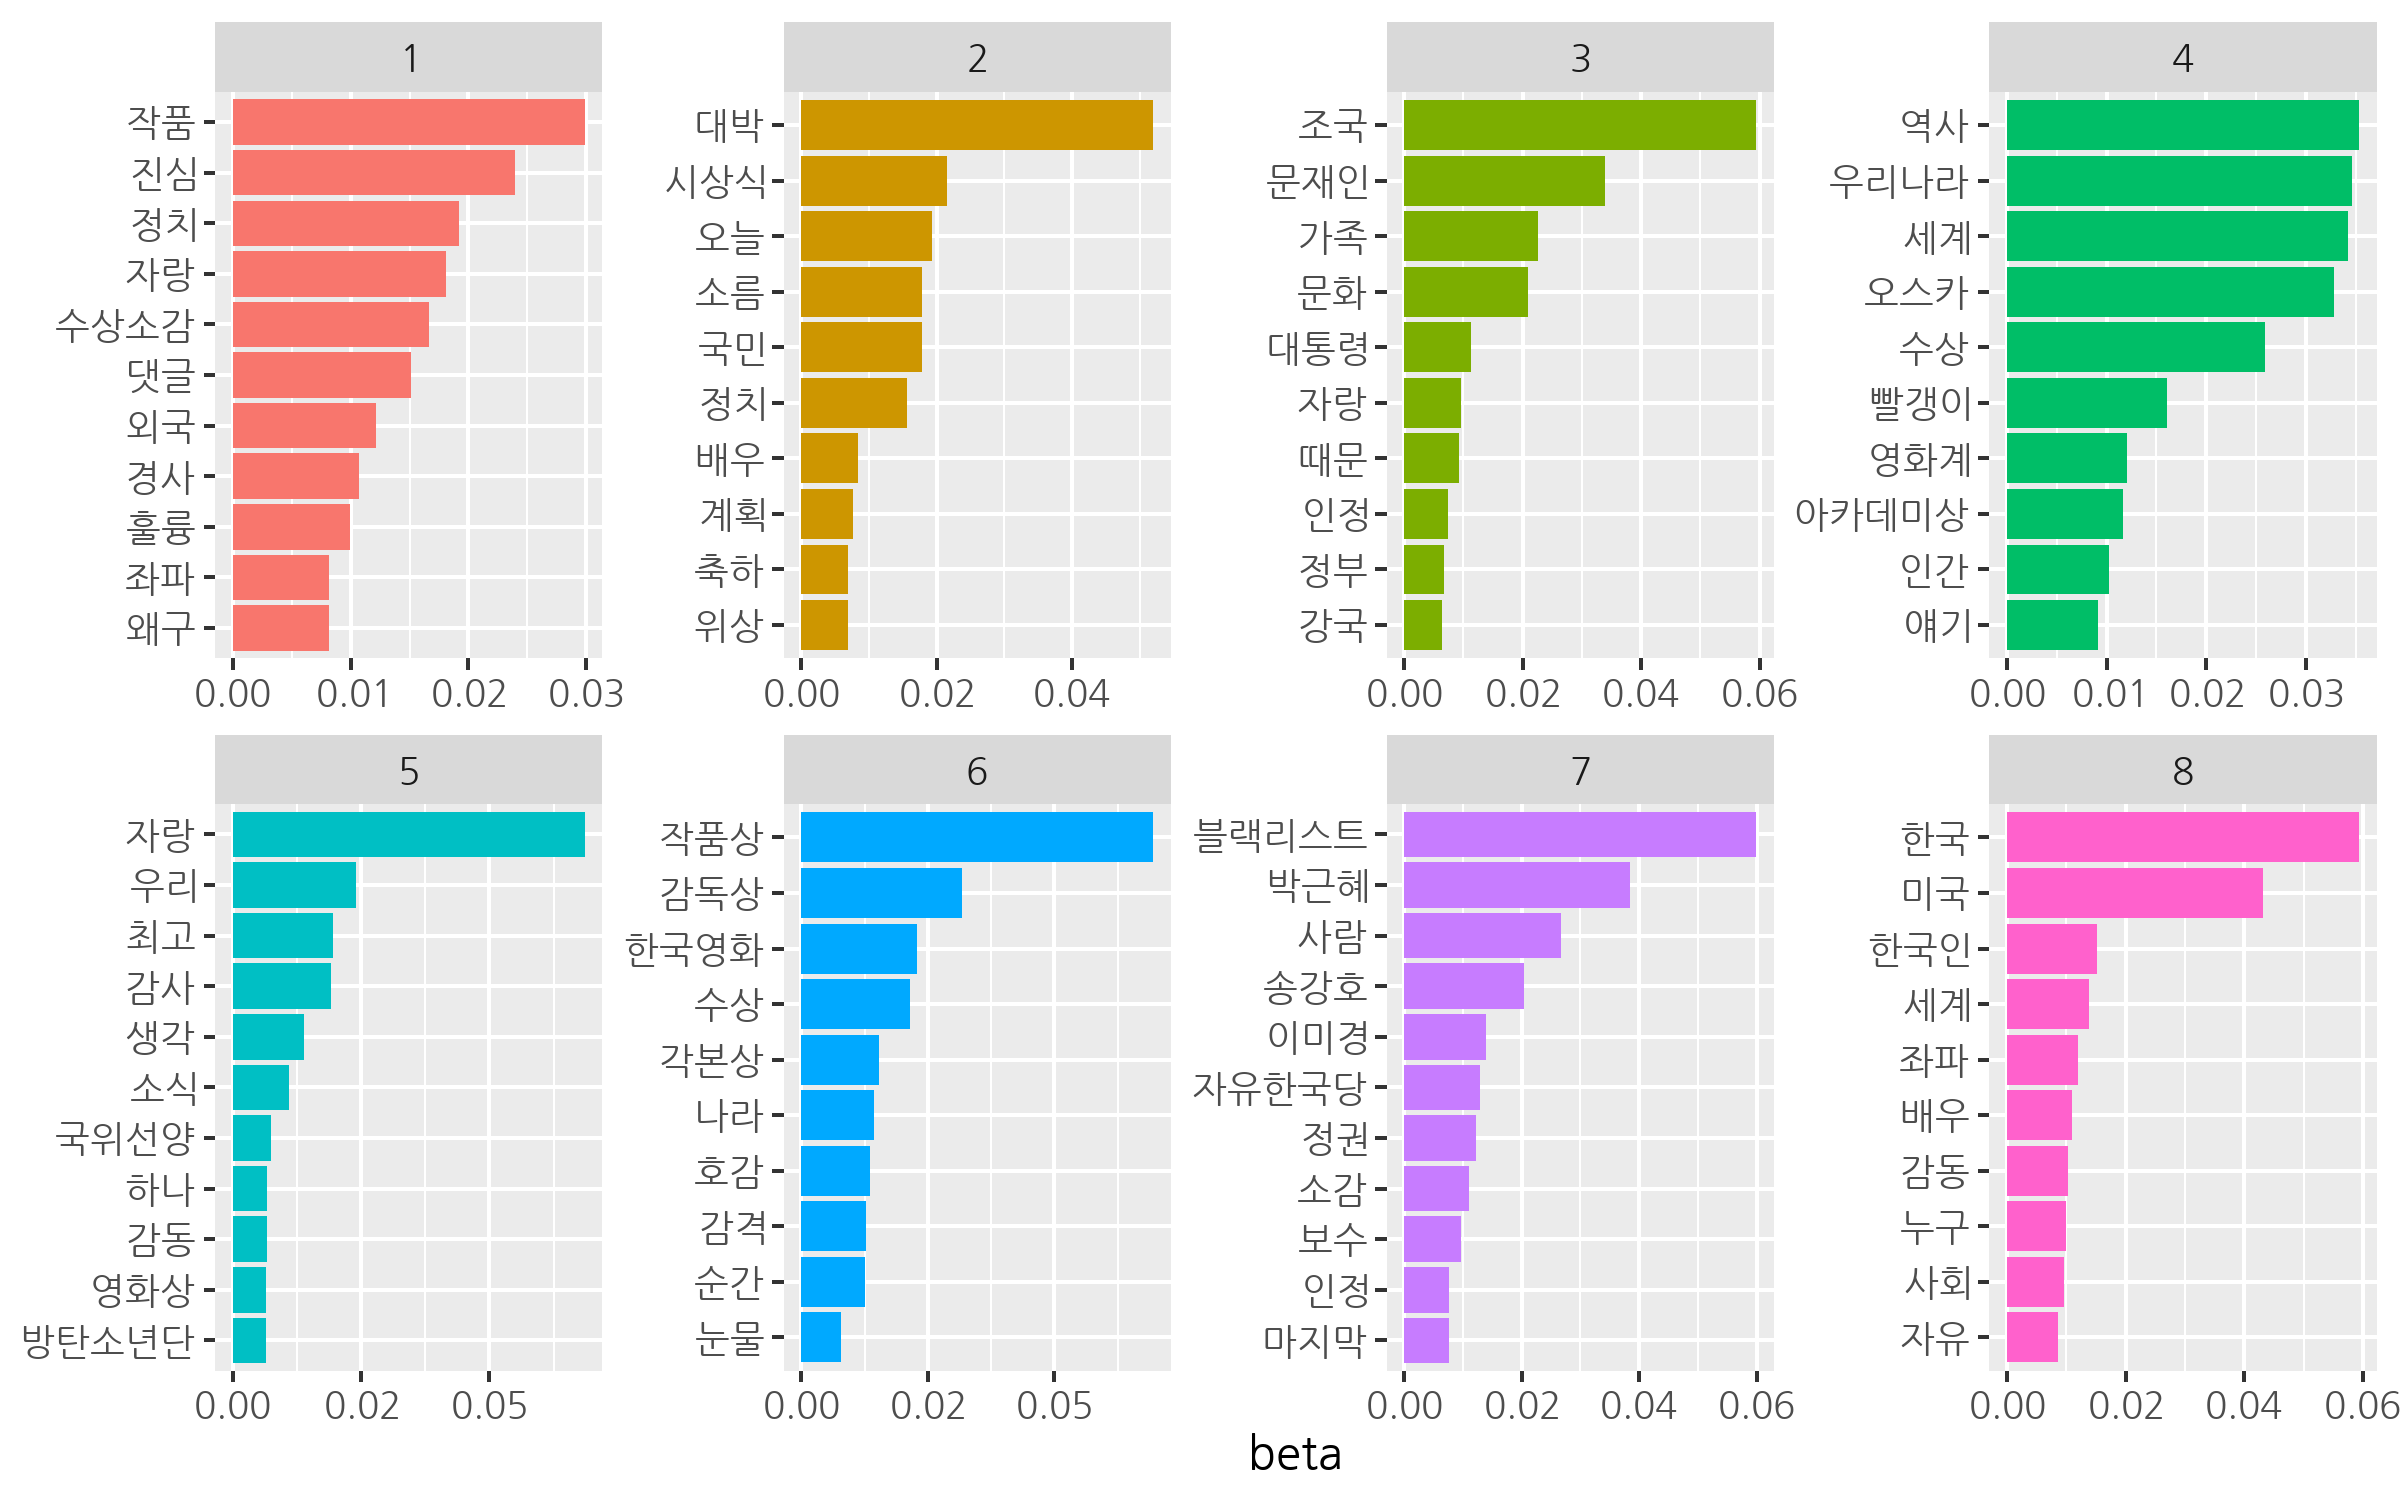 1
작품
진심
정치
자랑
수상소감
댓글
외국
경사
훌륭
좌파
왜구
0.00 0.01 0.02 0.03
2
대박
시상식
오늘
소름
국민
정치
배우
계획
축하
위상
0.00 0.02 0.04
3
조국
문재인
가족
문화
대통령
자랑
때문
인정
정부
강국
0.00 0.02 0.04 0.06
4
역사
우리나라
세계
오스카
수상
빨갱이
영화계
아카데미상
인간
얘기
0.00 0.01 0.02 0.03
5
자랑
우리
최고
감사
생각
소식
국위선양
하나
감동
영화상
방탄소년단
0.00 0.02 0.05
6
작품상
감독상
한국영화
수상
각본상
나라
호감
감격
순간
눈물
0.00 0.02 0.05
7
블랙리스트
박근혜
사람
송강호
이미경
자유한국당
정권
소감
보수
인정
마지막
0.00 0.02 0.04 0.06
8
한국
미국
한국인
세계
좌파
배우
감동
누구
사회
자유
0.00 0.02 0.04 0.06
beta